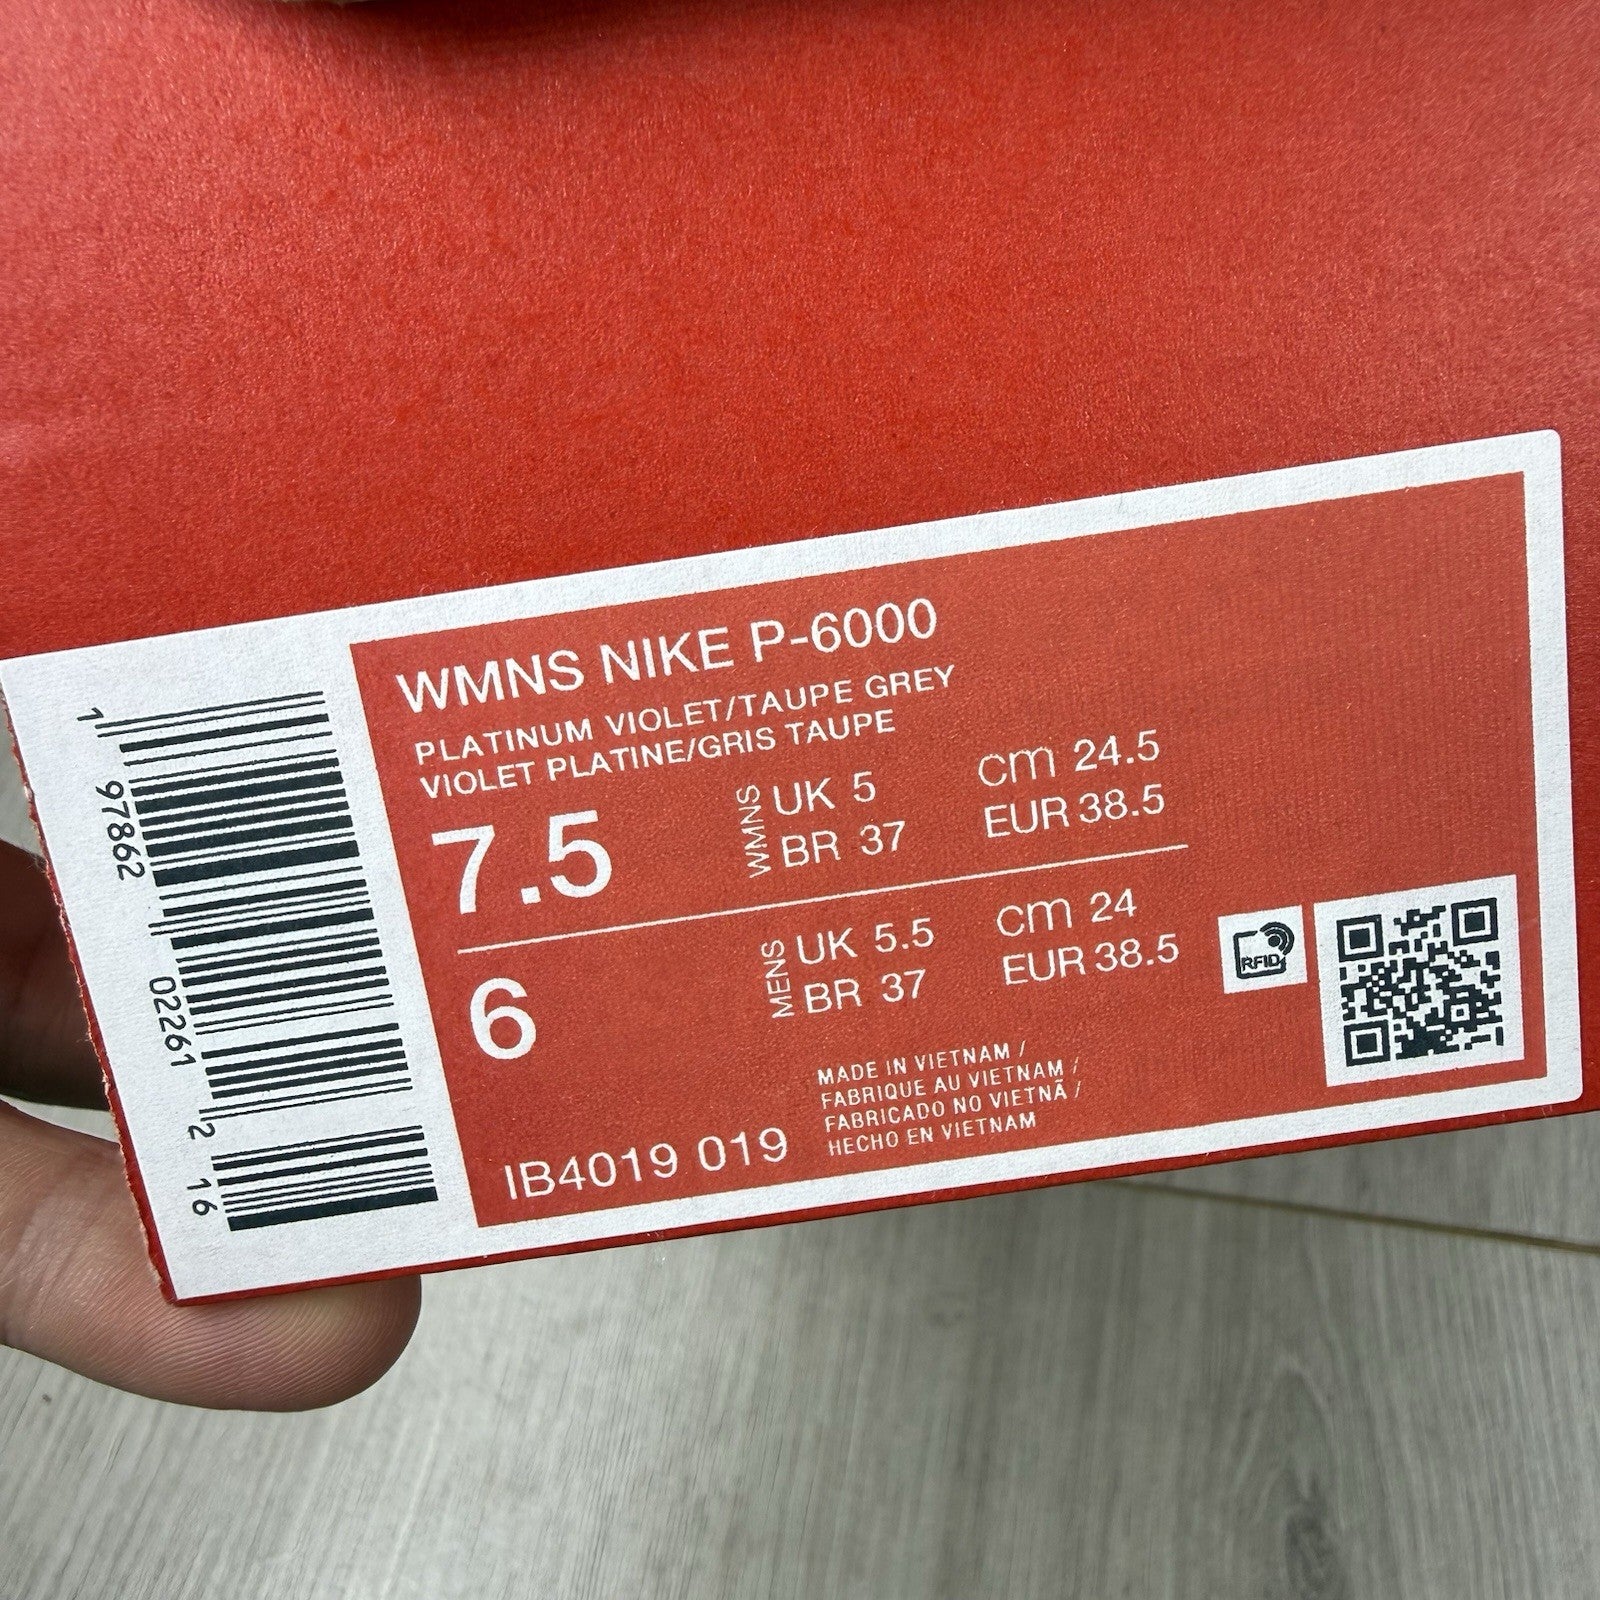 WMNS NIKE P-6000
PLATINUM VIOLET/TAUPE GREY
VIOLET PLATINE/GRIS TAUPE
7.5
WMNS
UK 5
BR 37
cm 24.5
EUR 38.5
6
MENS
UK 5.5
BR 37
cm 24
EUR 38.5
RFID
MADE IN VIETNAM /
FABRIQUE AU VIETNAM /
FABRICADO NO VIETNÃ /
HECHO EN VIETNAM
IB4019 019
1 97862 02261 2 16